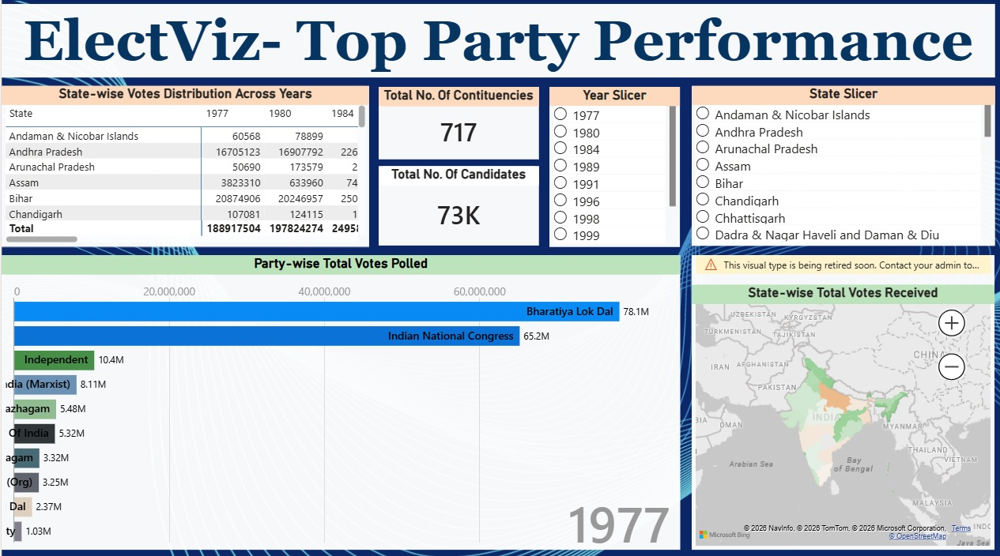 ElectViz- Top Party Performance
State-wise Votes Distribution Across Years
State 1977 1980 1984
Andaman & Nicobar Islands 60568 78899
Andhra Pradesh 16705123 16907792 226
Arunachal Pradesh 50690 173579 2
Assam 3823310 633960 74
Bihar 20874906 20246957 250
Chandigarh 107081 124115 1
Total 188917504 197824274 24958
Total No. Of Contituencies
717
Total No. Of Candidates
73K
Year Slicer
1977
1980
1984
1989
1991
1996
1998
1999
State Slicer
Andaman & Nicobar Islands
Andhra Pradesh
Arunachal Pradesh
Assam
Bihar
Chandigarh
Chhattisgarh
Dadra & Nagar Haveli and Daman & Diu
Party-wise Total Votes Polled
0 20,000,000 40,000,000 60,000,000
Bharatiya Lok Dal 78.1M
Indian National Congress 65.2M
Independent 10.4M
ndia (Marxist) 8.11M
azhagam 5.48M
Of India 5.32M
agam 3.32M
(Org) 3.25M
Dal 2.37M
ty 1.03M
1977
This visual type is being retired soon. Contact your admin to...
State-wise Total Votes Received
UZBEKISTAN KYRGYZSTAN
TURKMENISTAN TAJIKISTAN
CHINA
IRAN AFGHANISTAN
PAKISTAN
INDIA
OMAN
MYANMAR
THAILAND
VIETNAM
Arabian Sea
Bay
of Bengal
MALAYSIA
© 2026 NavInfo, © 2026 TomTom, © 2026 Microsoft Corporation, Terms
© OpenStreetMap
Microsoft Bing
INDO
Java Sea